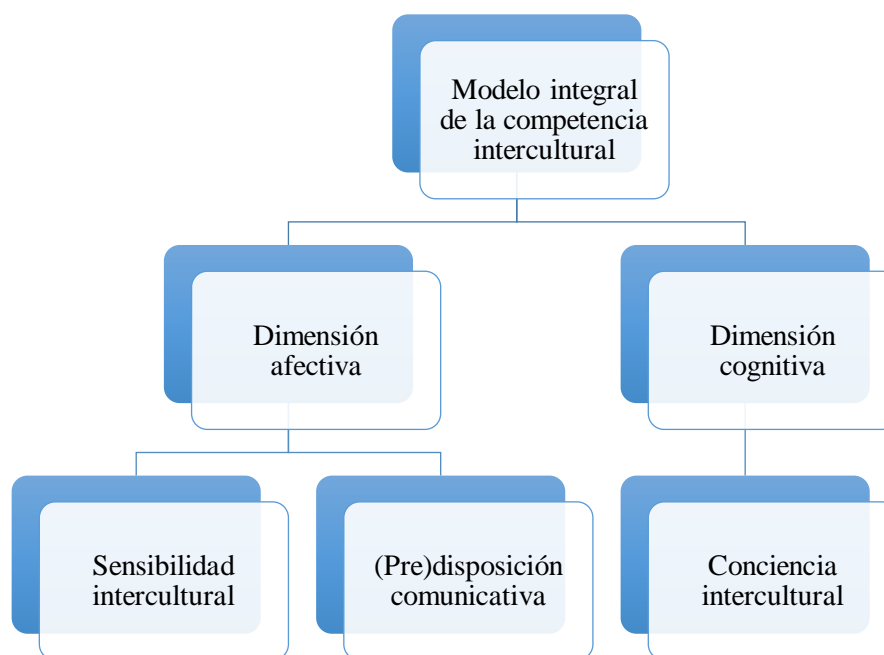 Modelo integral
de la competencia
intercultural
Dimensión
afectiva
Dimensión
cognitiva
Sensibilidad
intercultural
(Pre)disposición
comunicativa
Conciencia
intercultural